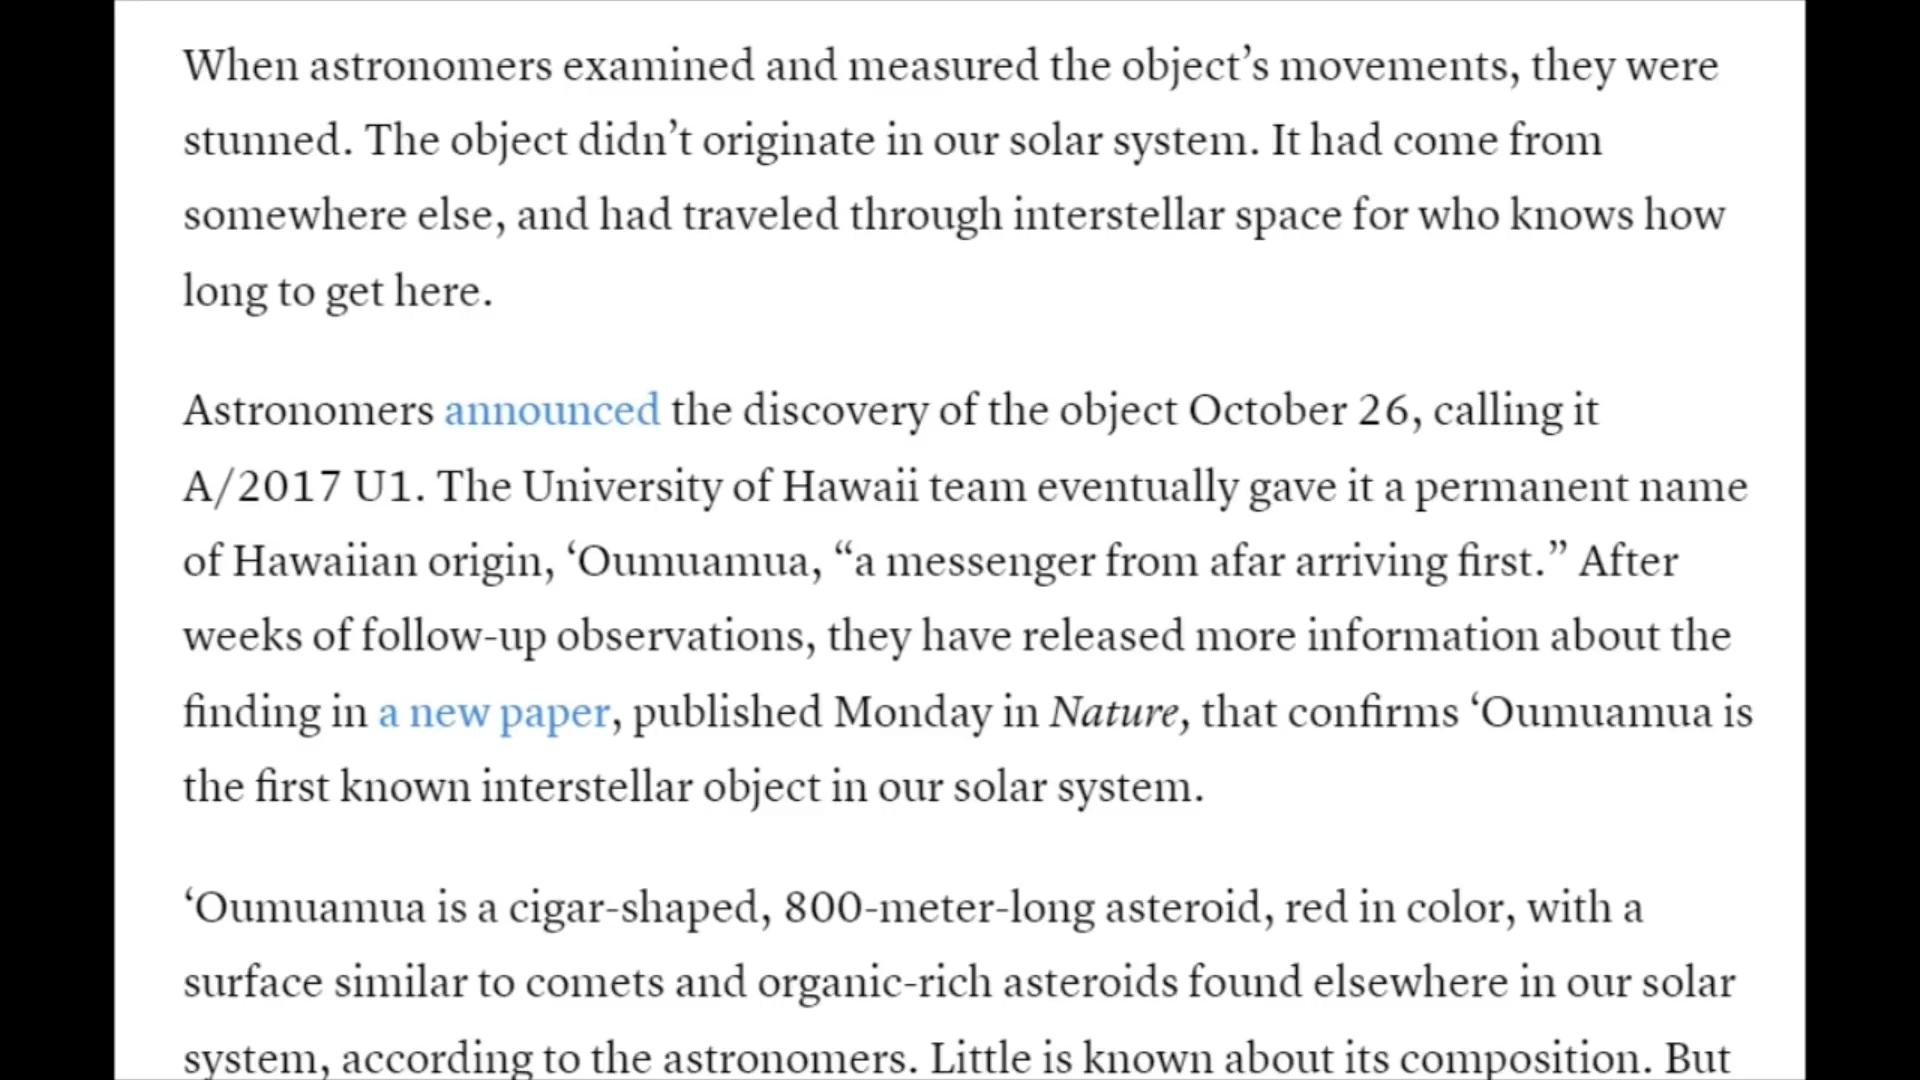 When astronomers examined and measured the object’s movements, they were
stunned. The object didn’t originate in our solar system. It had come from
somewhere else, and had traveled through interstellar space for who knows how
long to get here.
Astronomers announced the discovery of the object October 26, calling it
A/2017 U1. The University of Hawaii team eventually gave it a permanent name
of Hawaiian origin, ‘Oumuamua, “a messenger from afar arriving first.” After
weeks of follow-up observations, they have released more information about the
finding in a new paper, published Monday in Nature, that confirms ‘Oumuamua is
the first known interstellar object in our solar system.
‘Oumuamua is a cigar-shaped, 800-meter-long asteroid, red in color, with a
surface similar to comets and organic-rich asteroids found elsewhere in our solar
system, according to the astronomers. Little is known about its composition. But